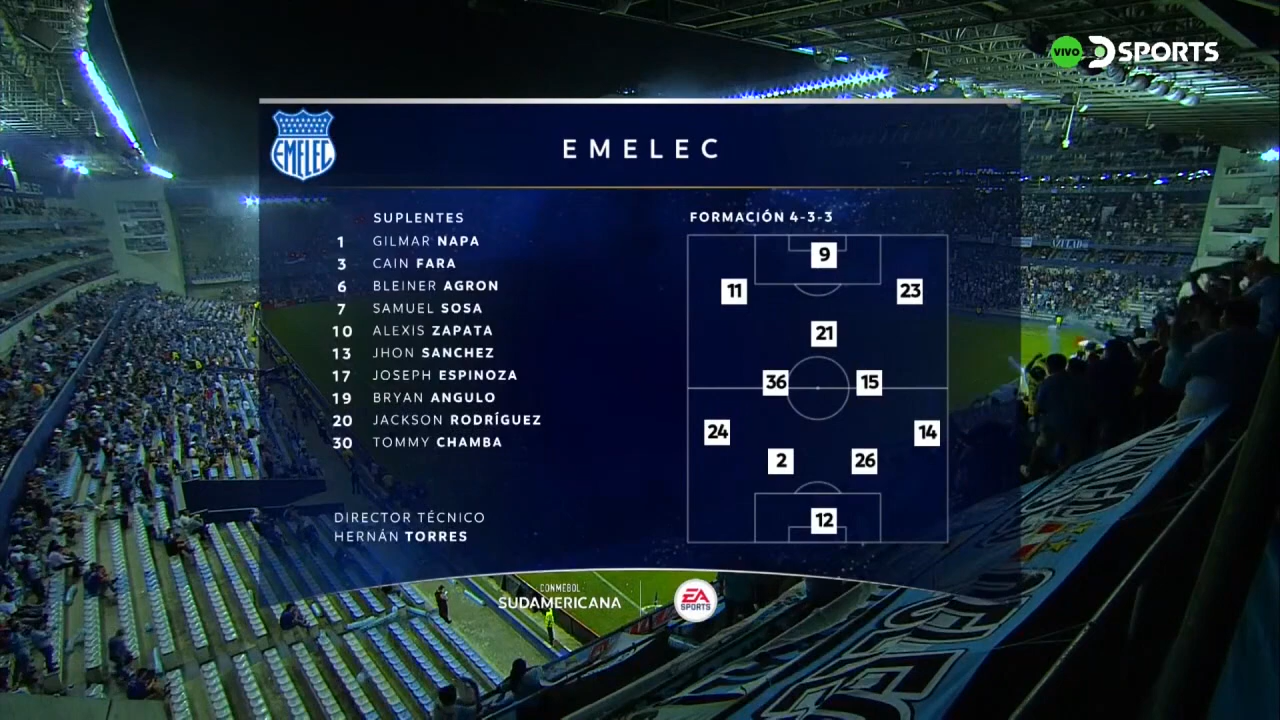 VIVO DSPORTS
EMELEC
EMELEC
SUPLENTES
1 GILMAR NAPA
3 CAIN FARA
6 BLEINER AGRON
7 SAMUEL SOSA
10 ALEXIS ZAPATA
13 JHON SANCHEZ
17 JOSEPH ESPINOZA
19 BRYAN ANGULO
20 JACKSON RODRÍGUEZ
30 TOMMY CHAMBA
DIRECTOR TÉCNICO
HERNÁN TORRES
FORMACIÓN 4-3-3
9
11 23
21
36 15
24 14
2 26
12
CONMEBOL
SUDAMERICANA
EA
SPORTS